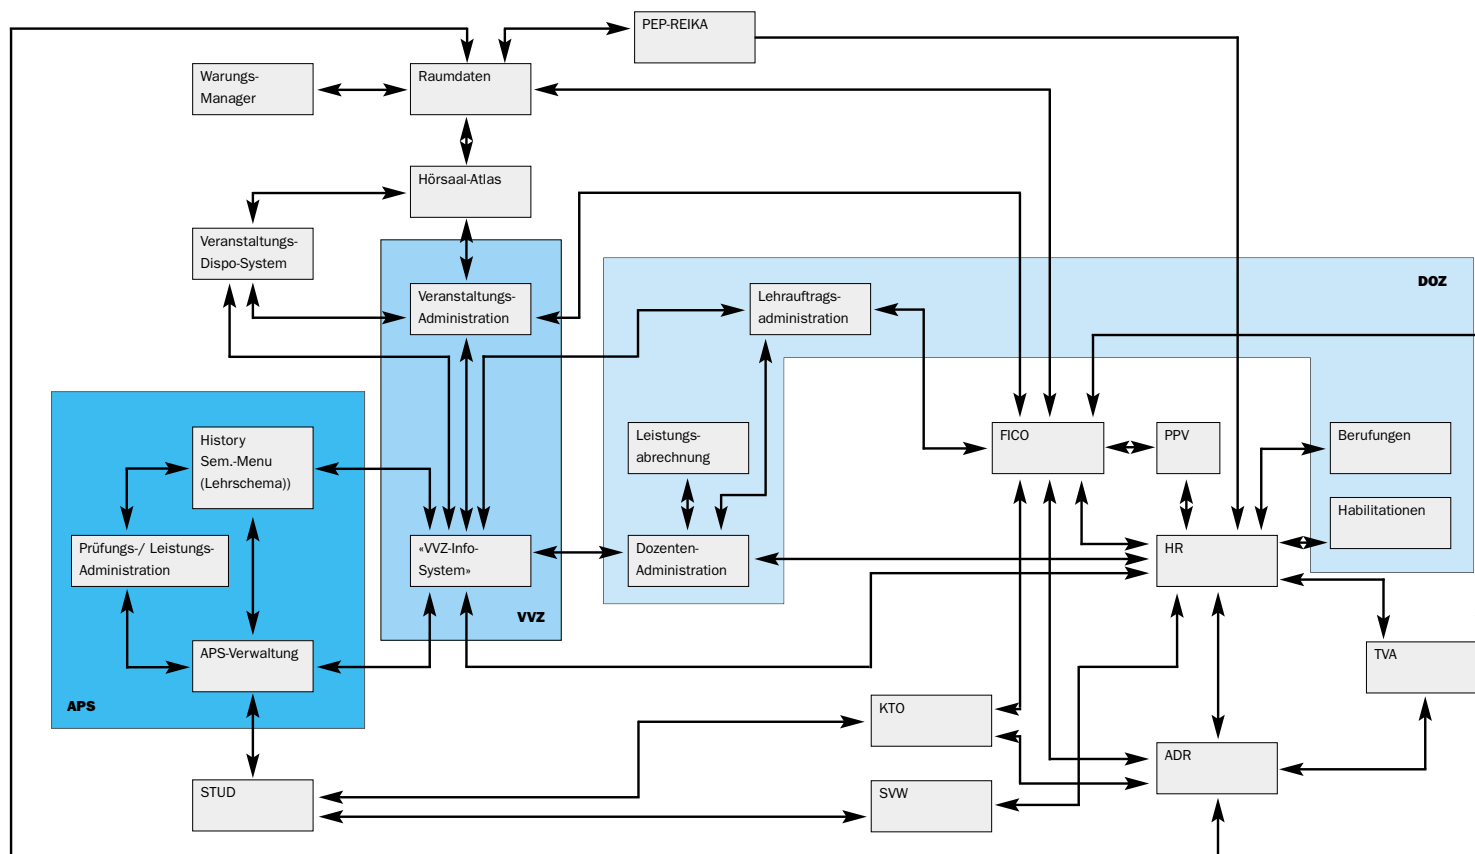 PEP-REIKA
Warungs-
Manager
Raumdaten
Hörsaal-Atlas
Veranstaltungs-
Dispo-System
DOZ
Veranstaltungs-
Administration
Lehrauftrags-
administration
History
Sem.-Menu
(Lehrschema))
Leistungs-
abrechnung
FICO
PPV
Berufungen
Habilitationen
Prüfungs-/ Leistungs-
Administration
«VVZ-Info-
System»
Dozenten-
Administration
HR
VVZ
APS-Verwaltung
TVA
APS
KTO
ADR
STUD
SVW